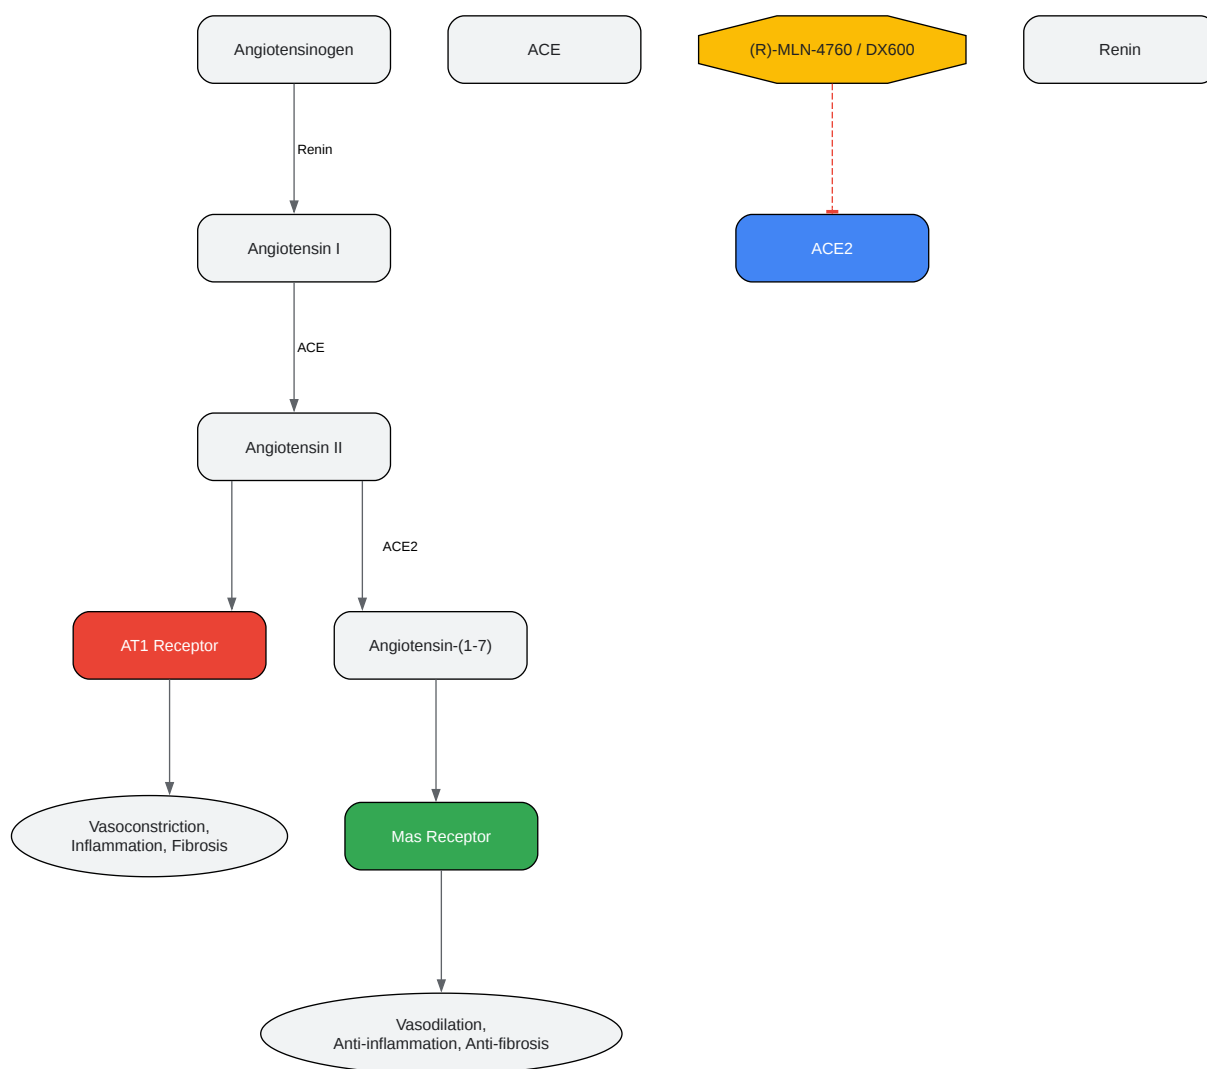 Angiotensinogen
ACE
(R)-MLN-4760 / DX600
Renin
Renin
Angiotensin I
ACE2
ACE
Angiotensin II
ACE2
AT1 Receptor
Angiotensin-(1-7)
Vasoconstriction,
Inflammation, Fibrosis
Mas Receptor
Vasodilation,
Anti-inflammation, Anti-fibrosis